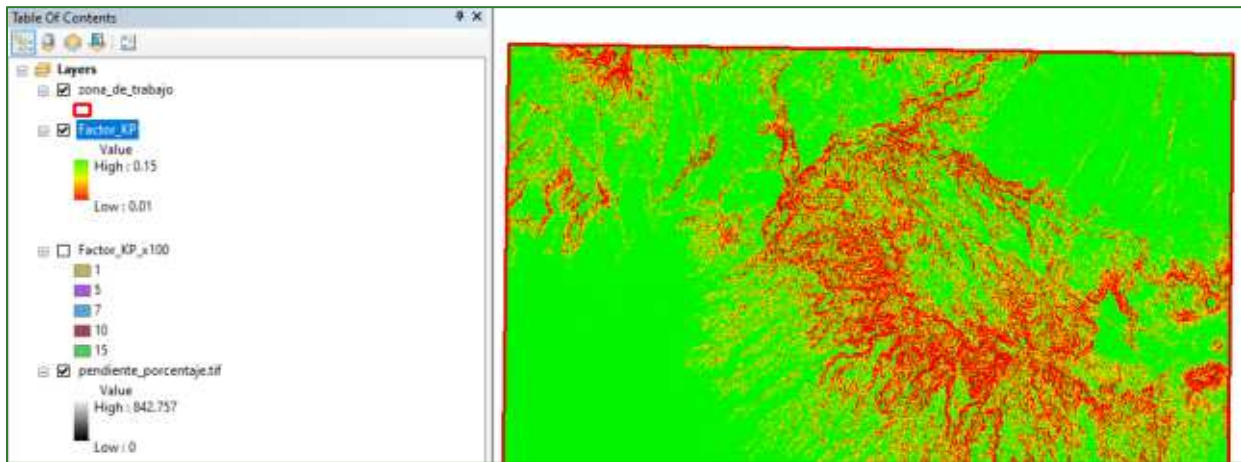 Table Of Contents
Layers
zona_de_trabajo
Factor_KP
Value
High : 0.15
Low : 0.01
Factor_KP_x100
1
5
7
10
15
pendiente_porcentaje.tif
Value
High : 842.757
Low : 0